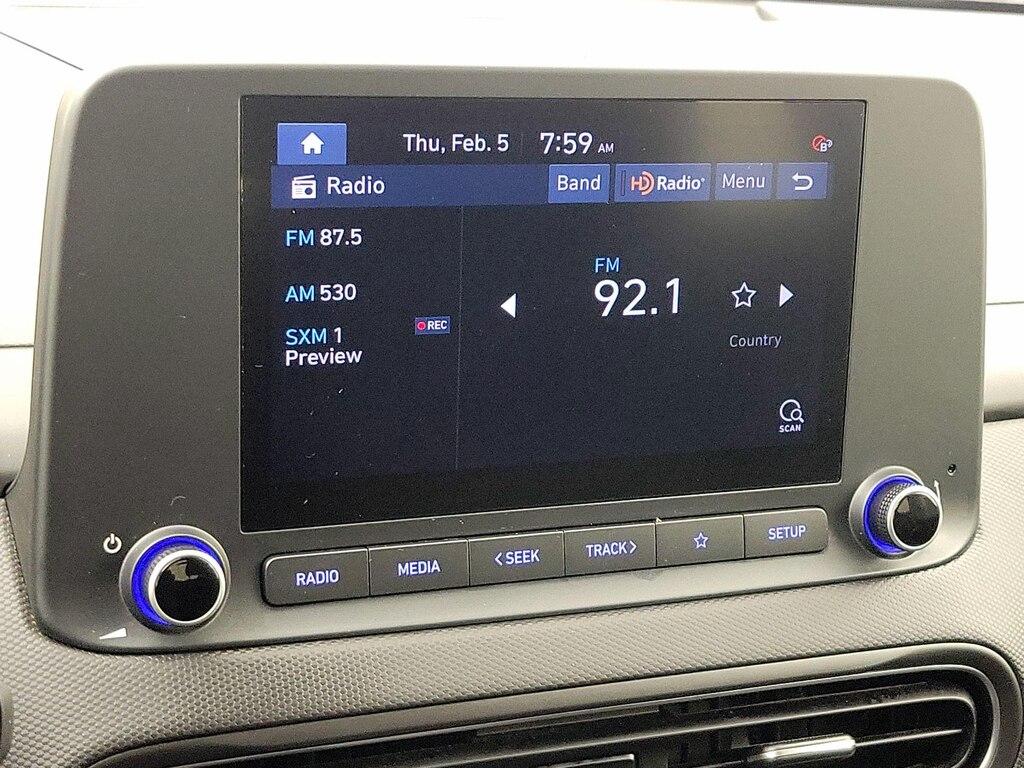 Thu, Feb. 5 7:59 AM
B
Radio Band HD Radio Menu
FM 87.5
AM 530
SXM 1
Preview
REC
FM
92.1
Country
SCAN
RADIO MEDIA <SEEK TRACK> SETUP